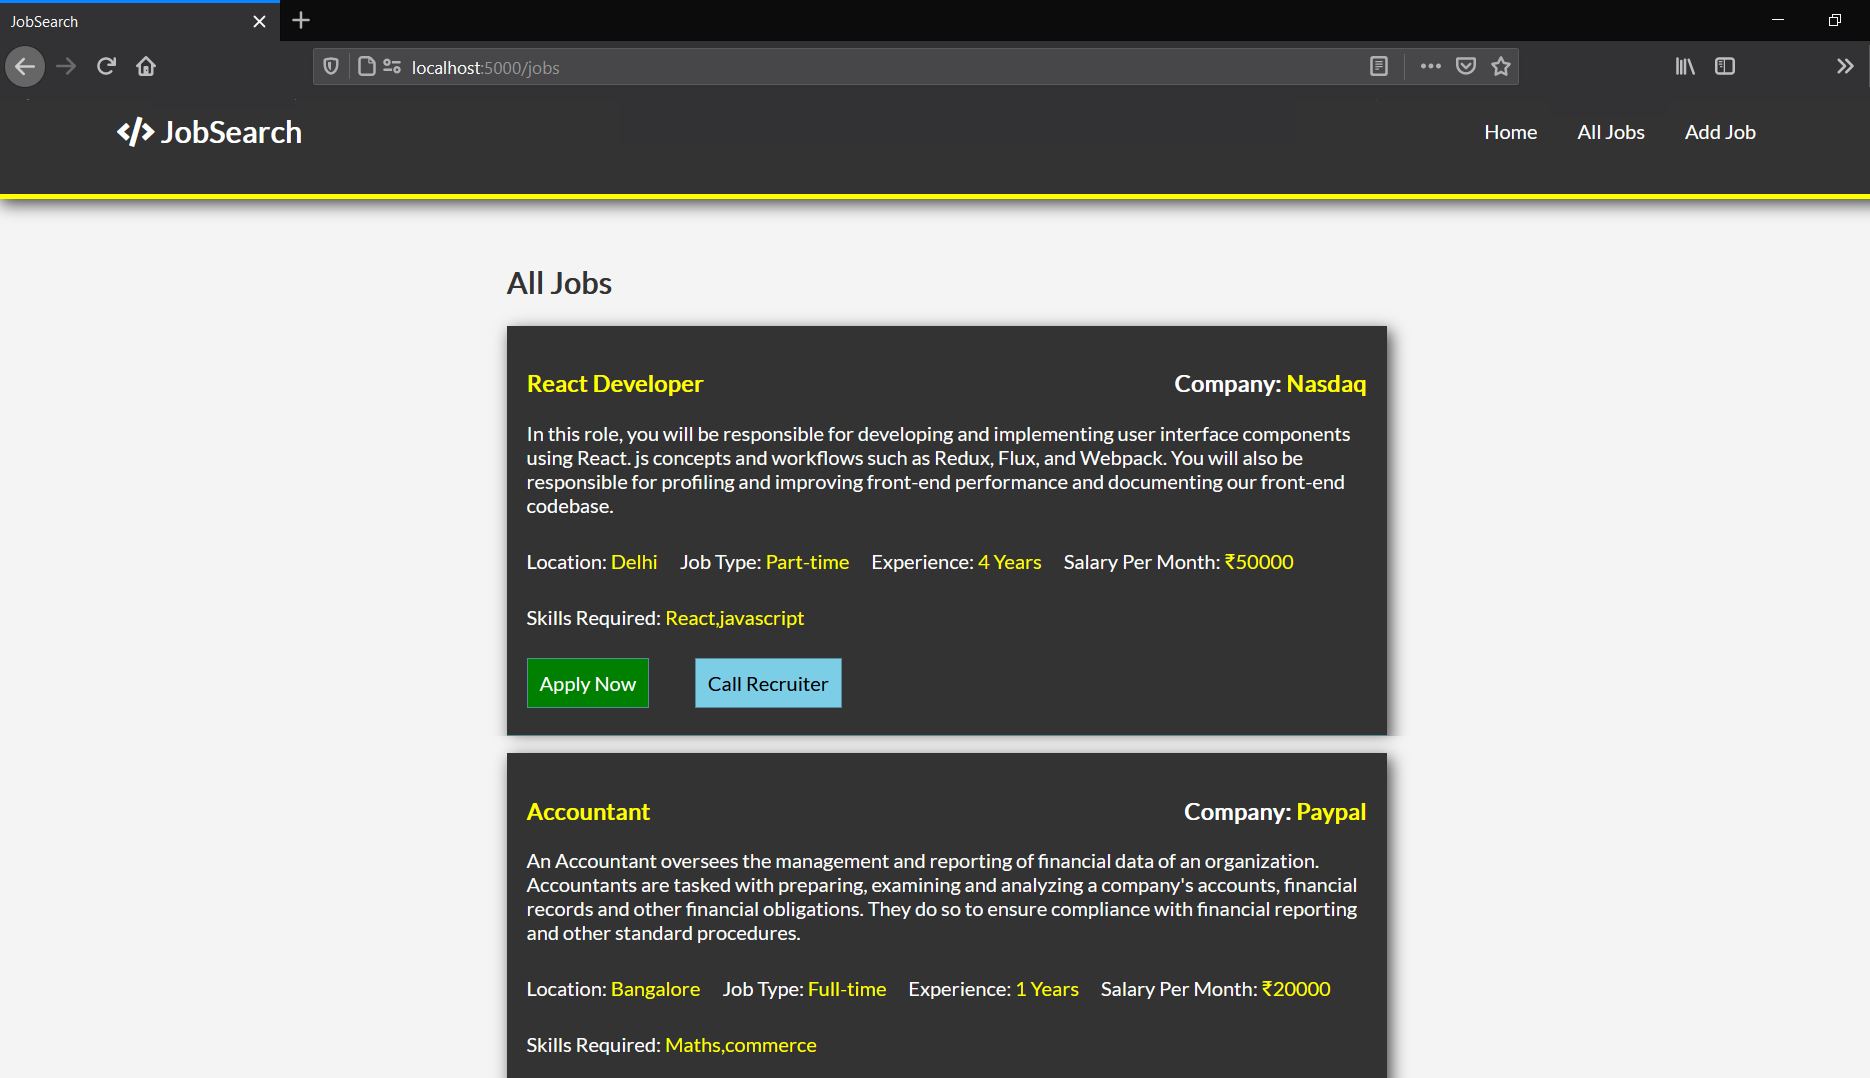 JobSearch
localhost:5000/jobs
JobSearch
Home
All Jobs
Add Job
All Jobs
React Developer
Company: Nasdaq
In this role, you will be responsible for developing and implementing user interface components
using React. js concepts and workflows such as Redux, Flux, and Webpack. You will also be
responsible for profiling and improving front-end performance and documenting our front-end
codebase.
Location: Delhi Job Type: Part-time Experience: 4 Years Salary Per Month: ₹50000
Skills Required: React,javascript
Apply Now
Call Recruiter
Accountant
Company: Paypal
An Accountant oversees the management and reporting of financial data of an organization.
Accountants are tasked with preparing, examining and analyzing a company's accounts, financial
records and other financial obligations. They do so to ensure compliance with financial reporting
and other standard procedures.
Location: Bangalore Job Type: Full-time Experience: 1 Years Salary Per Month: ₹20000
Skills Required: Maths,commerce